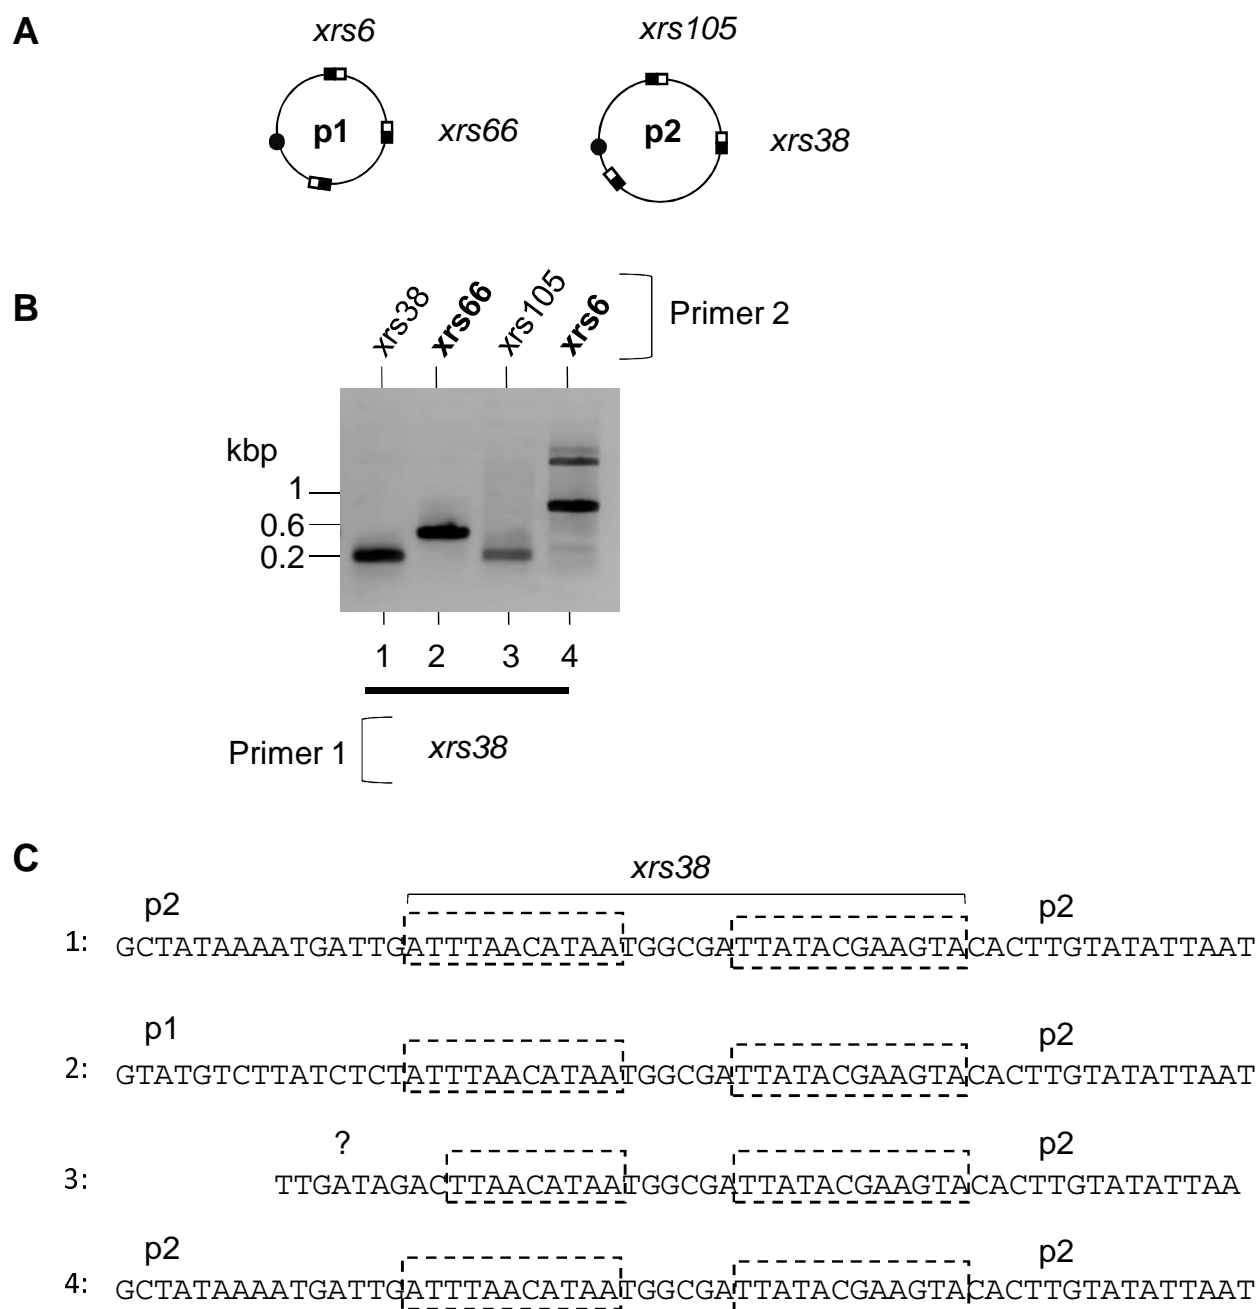 A
xrs6
xrs105
p1
xrs66
p2
xrs38
B
xrs38
xrs66
xrs105
xrs6
Primer 2
kbp
1
0.6
0.2
1 2 3 4
Primer 1
xrs38
C
xrs38
p2
p2
1: GCTATAAAATGATTGATTTAACATAATGGCGATTATACGAAGTACACTTGTATATTAAT
p1
p2
2: GTATGTCTTATCTCTATTTAACATAATGGCGATTATACGAAGTACACTTGTATATTAAT
?
p2
3: TTGATAGACTTAACATAATGGCGATTATACGAAGTACACTTGTATATTAA
p2
p2
4: GCTATAAAATGATTGATTTAACATAATGGCGATTATACGAAGTACACTTGTATATTAAT